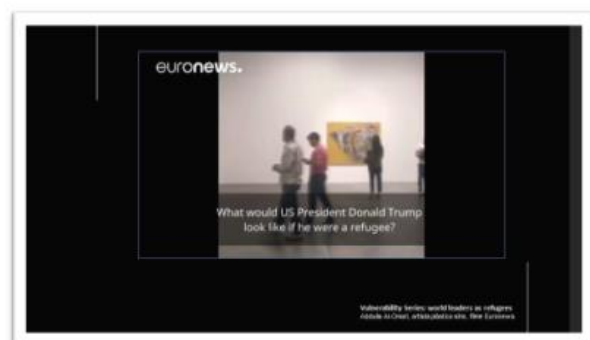 euronews.
What would US President Donald Trump
look like if he were a refugee?
Vulnerability Series: world leaders as refugees